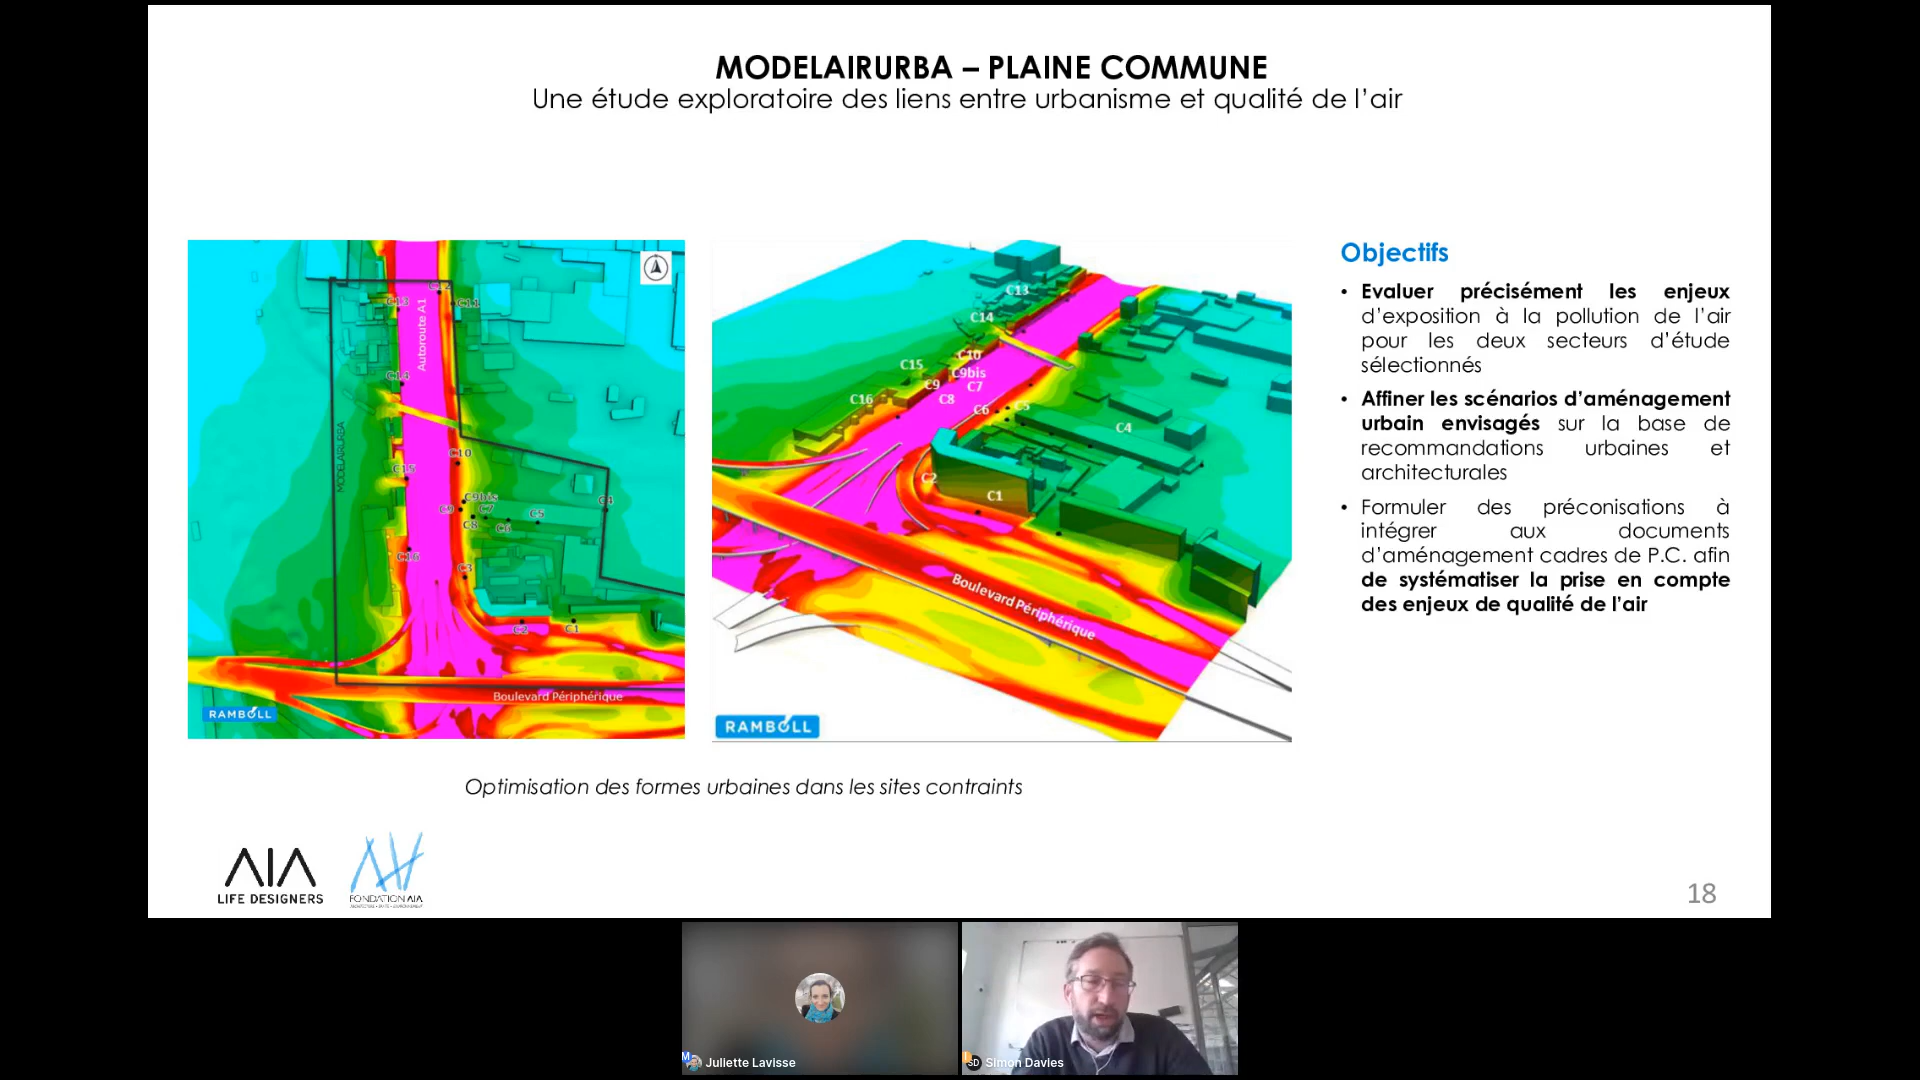 MODELAIRURBA – PLAINE COMMUNE
Une étude exploratoire des liens entre urbanisme et qualité de l'air
C13
C12
C11
Autoroute A1
C14
MODELAIRURBA
C15
C10
C9bis
C9
C7
C8
C6
C5
C4
C16
C3
C2
C1
Boulevard Périphérique
RAMBOLL
C13
C14
C10
C15
C9bis
C9
C7
C16
C8
C6
C5
C4
C2
C1
Boulevard Périphérique
RAMBOLL
Objectifs
• Evaluer précisément les enjeux
d'exposition à la pollution de l'air
pour les deux secteurs d'étude
sélectionnés
• Affiner les scénarios d'aménagement
urbain envisagés sur la base de
recommandations urbaines et
architecturales
• Formuler des préconisations à
intégrer aux documents
d'aménagement cadres de P.C. afin
de systématiser la prise en compte
des enjeux de qualité de l'air
Optimisation des formes urbaines dans les sites contraints
AIA
LIFE DESIGNERS
FONDATION AIA
18
Juliette Lavisse
SD
Simon Davies